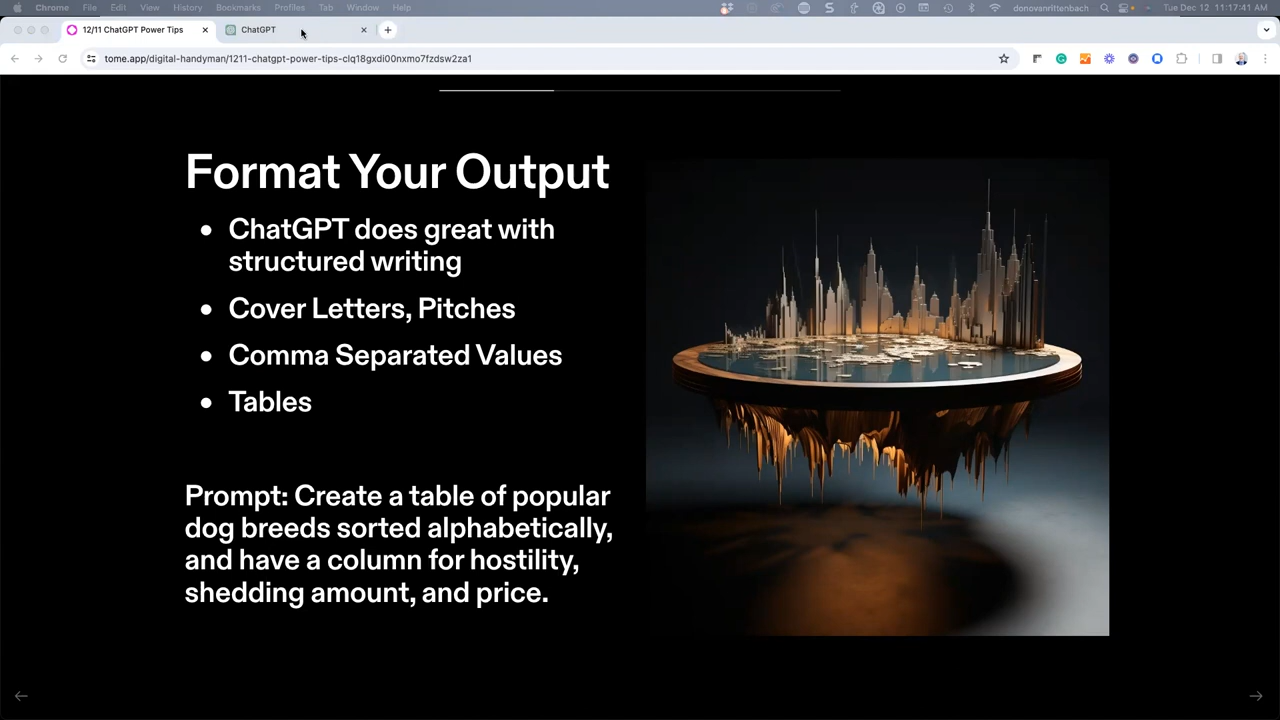 Chrome File Edit View History Bookmarks Profiles Tab Window Help donovanrittenbach Tue Dec 12 11:17:41 AM
12/11 ChatGPT Power Tips ChatGPT
tome.app/digital-handyman/1211-chatgpt-power-tips-clq18gxdi00nxmo7fzdsw2za1
Format Your Output
• ChatGPT does great with
structured writing
• Cover Letters, Pitches
• Comma Separated Values
• Tables
Prompt: Create a table of popular
dog breeds sorted alphabetically,
and have a column for hostility,
shedding amount, and price.